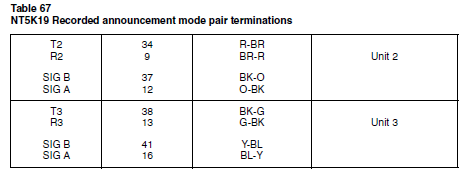 Table 67
NT5K19 Recorded announcement mode pair terminations
T2 34 R-BR
R2 9 BR-R Unit 2
SIG B 37 BK-O
SIG A 12 O-BK
T3 38 BK-G
R3 13 G-BK Unit 3
SIG B 41 Y-BL
SIG A 16 BL-Y